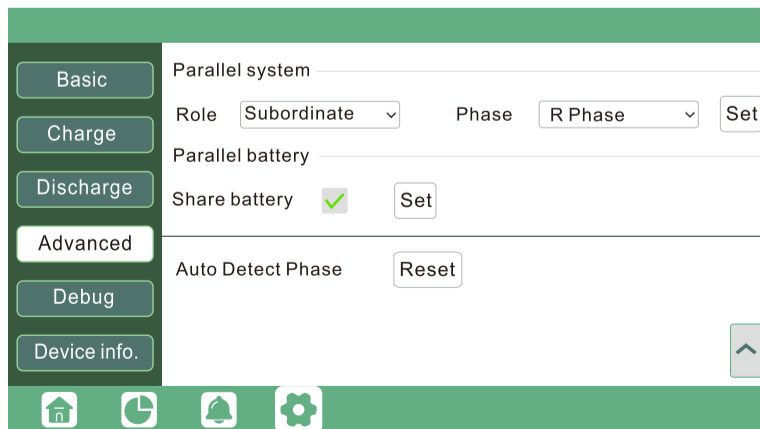 Basic
Charge
Discharge
Advanced
Debug
Device info.
Parallel system
Role Subordinate Phase R Phase Set
Parallel battery
Share battery Set
Auto Detect Phase Reset